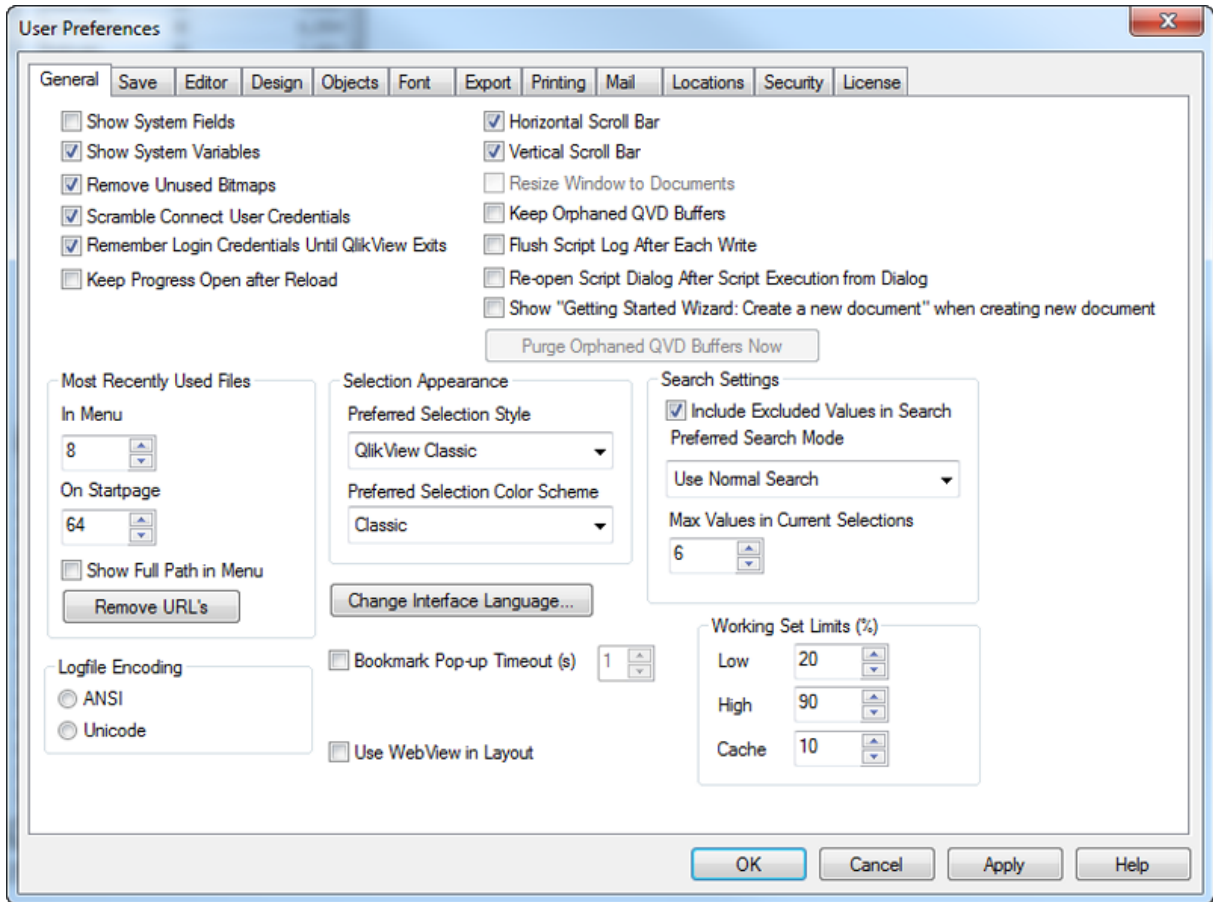 User Preferences
General Save Editor Design Objects Font Export Printing Mail Locations Security License
Show System Fields
Show System Variables
Remove Unused Bitmaps
Scramble Connect User Credentials
Remember Login Credentials Until QlikView Exits
Keep Progress Open after Reload
Horizontal Scroll Bar
Vertical Scroll Bar
Resize Window to Documents
Keep Orphaned QVD Buffers
Flush Script Log After Each Write
Re-open Script Dialog After Script Execution from Dialog
Show "Getting Started Wizard: Create a new document" when creating new document
Purge Orphaned QVD Buffers Now
Most Recently Used Files
In Menu
8
On Startpage
64
Show Full Path in Menu
Remove URL's
Selection Appearance
Preferred Selection Style
QlikView Classic
Preferred Selection Color Scheme
Classic
Change Interface Language...
Search Settings
Include Excluded Values in Search
Preferred Search Mode
Use Normal Search
Max Values in Current Selections
6
Logfile Encoding
ANSI
Unicode
Bookmark Pop-up Timeout (s) 1
Use WebView in Layout
Working Set Limits (%)
Low 20
High 90
Cache 10
OK Cancel Apply Help